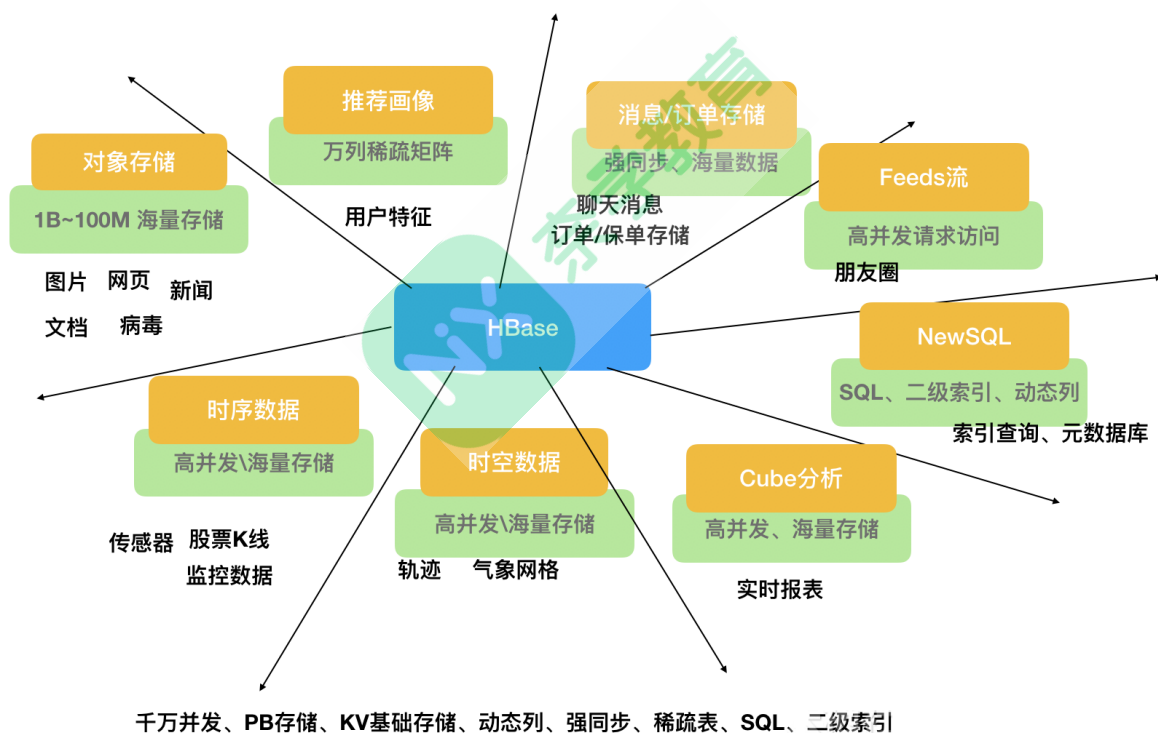 推荐画像
万列稀疏矩阵
用户特征
消息/订单存储
强同步、海量数据
聊天消息
订单/保单存储
对象存储
1B~100M 海量存储
图片 网页 新闻
文档 病毒
Feeds流
高并发请求访问
朋友圈
HBase
NewSQL
SQL、二级索引、动态列
索引查询、元数据库
时序数据
高并发\海量存储
传感器 股票K线
监控数据
时空数据
高并发\海量存储
轨迹 气象网格
Cube分析
高并发、海量存储
实时报表
千万并发、PB存储、KV基础存储、动态列、强同步、稀疏表、SQL、二级索引
奈学教育